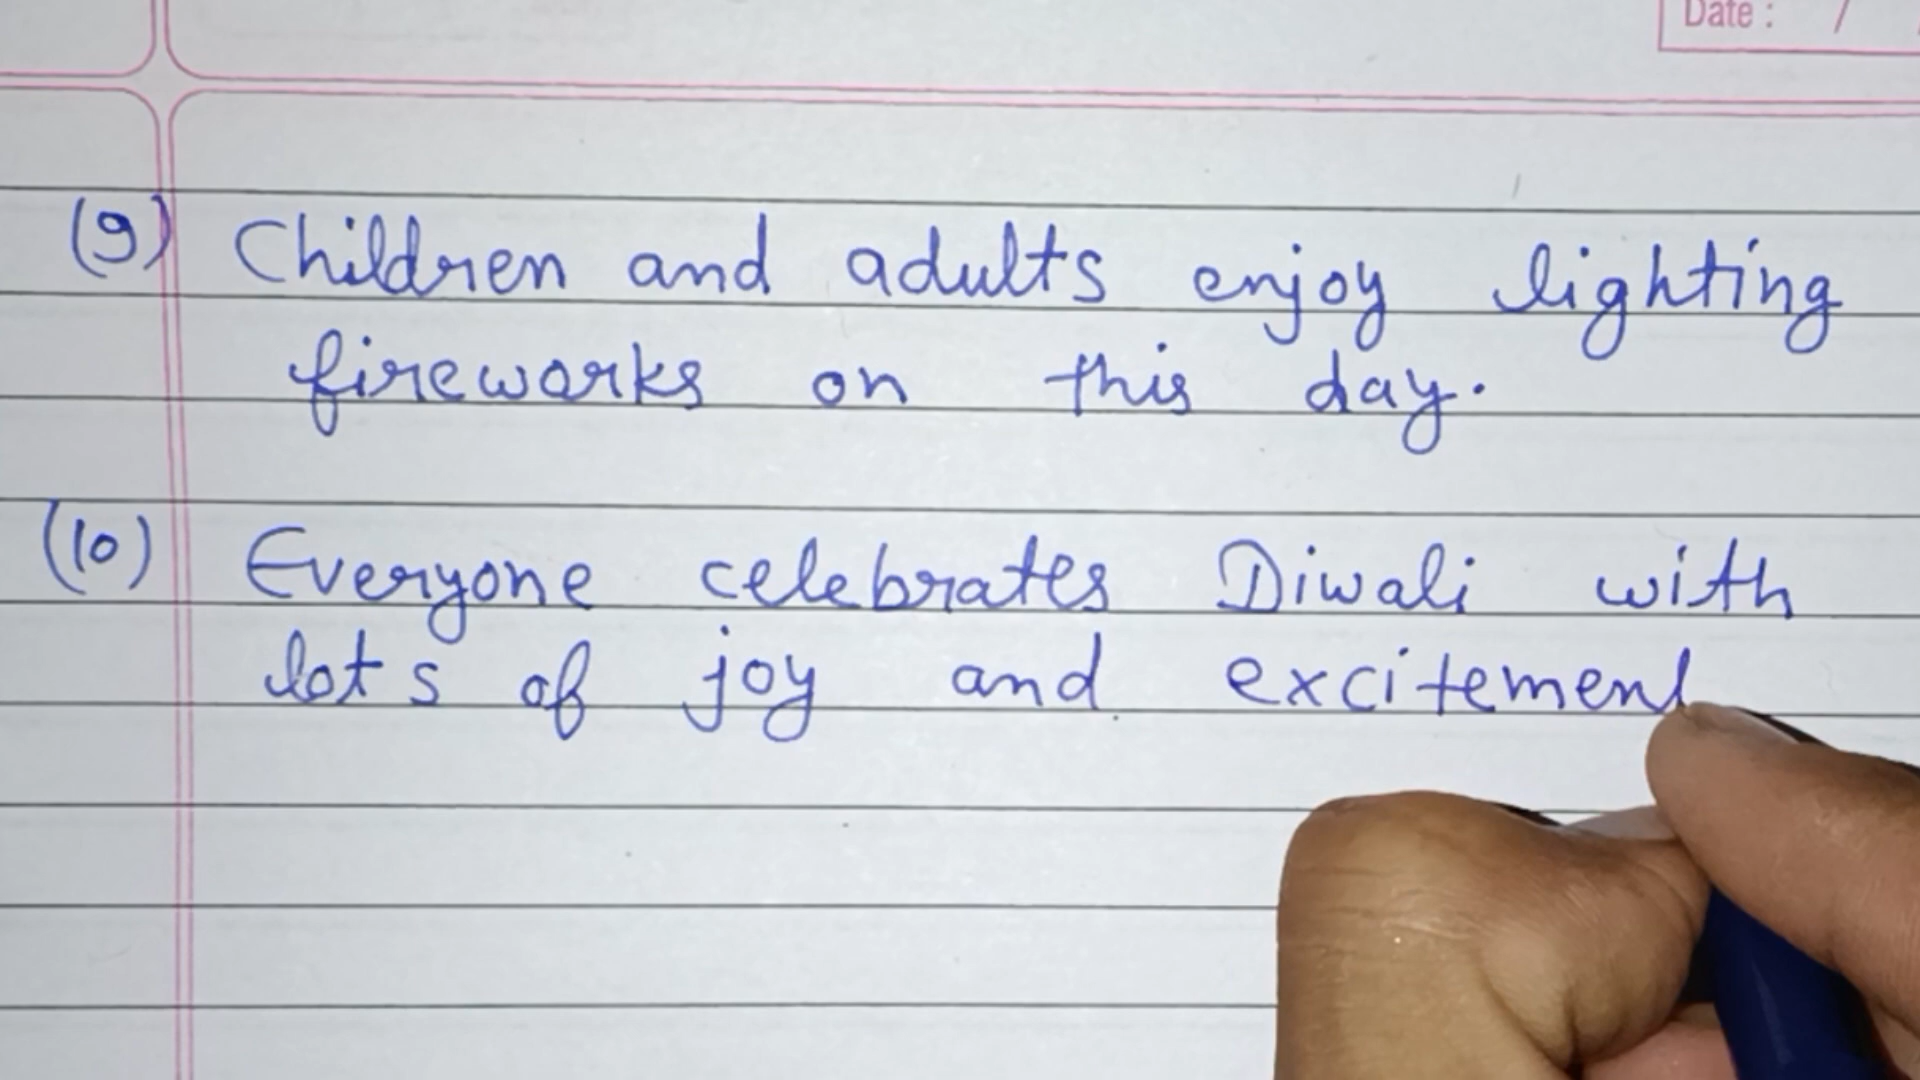 Date : /
(9) Children and adults enjoy lighting
fireworks on this day.
(10) Everyone celebrates Diwali with
lots of joy and excitement